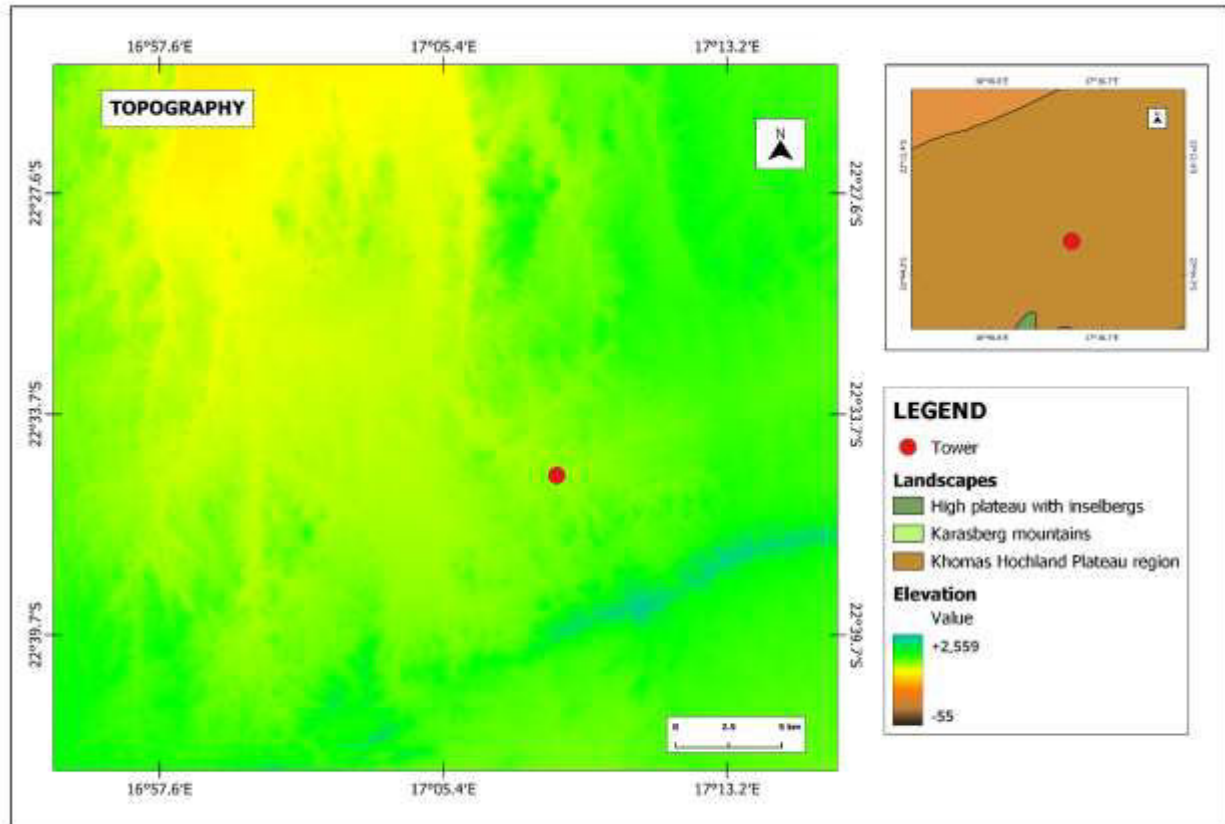 16°57.6'E 17°05.4'E 17°13.2'E
TOPOGRAPHY
N
22°27.6'S 22°27.6'S
22°33.7'S 22°33.7'S
22°39.7'S 22°39.7'S
0 2.5 5 km
16°57.6'E 17°05.4'E 17°13.2'E
LEGEND
Tower
Landscapes
High plateau with inselbergs
Karasberg mountains
Khomas Hochland Plateau region
Elevation
Value
+2,559
-55